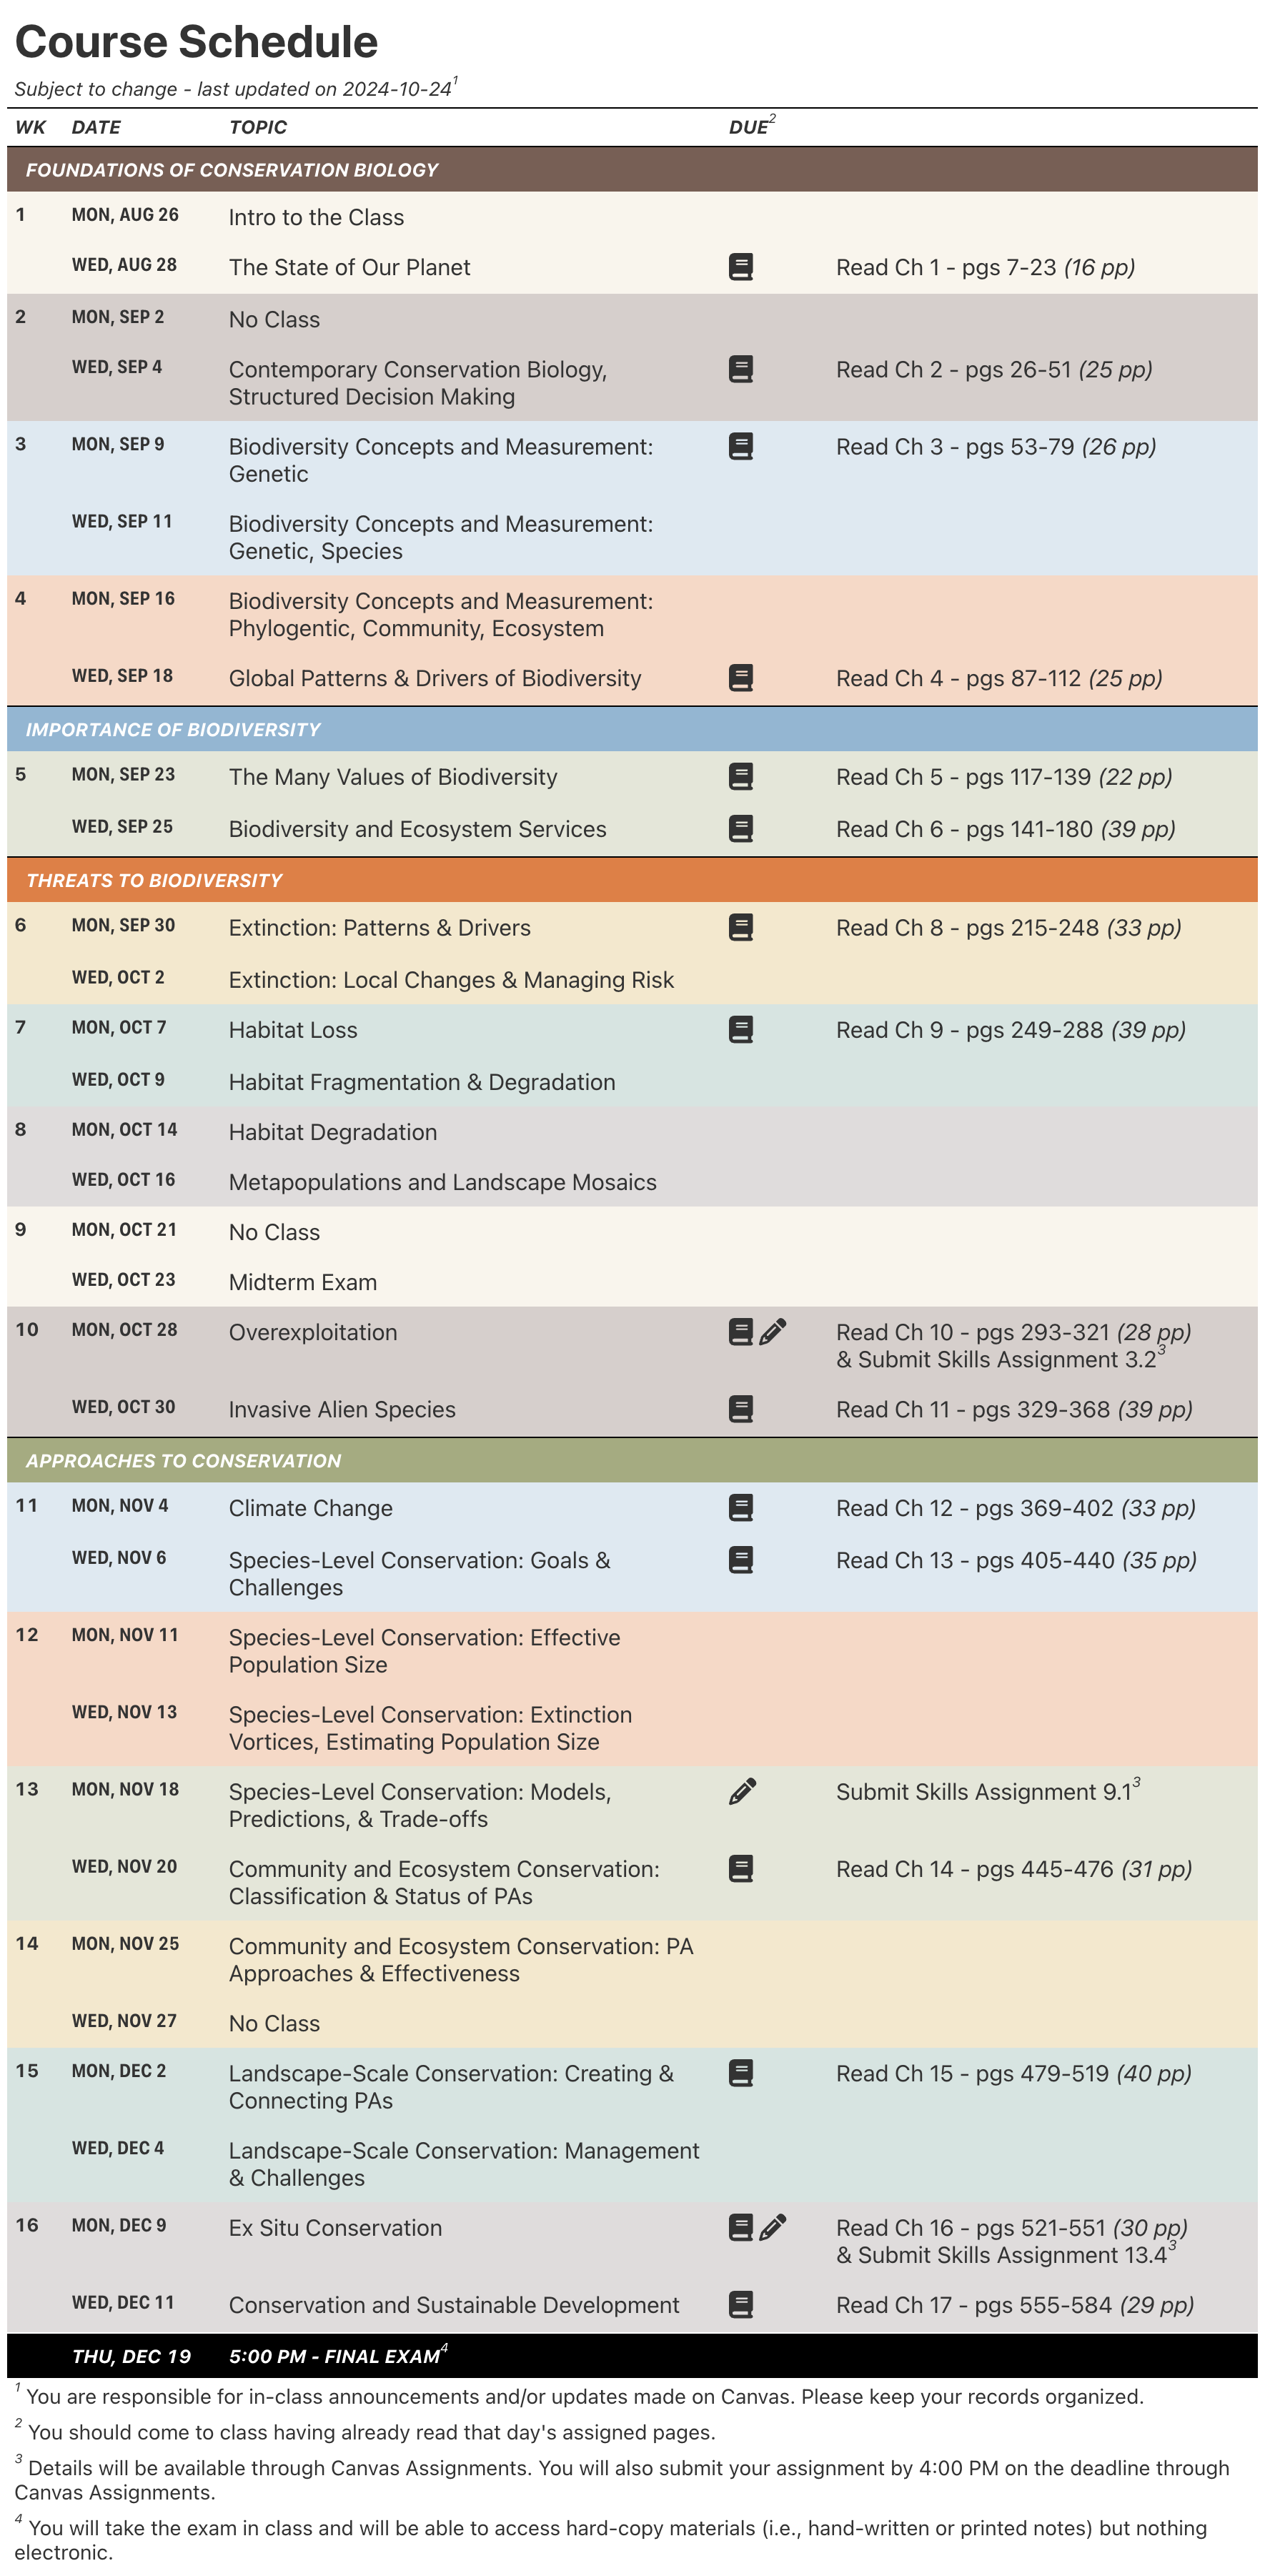 Course Schedule
Subject to change - last updated on 2024-10-24¹
WK DATE TOPIC DUE²
FOUNDATIONS OF CONSERVATION BIOLOGY
1 MON, AUG 26 Intro to the Class
WED, AUG 28 The State of Our Planet Read Ch 1 - pgs 7-23 (16 pp)
2 MON, SEP 2 No Class
WED, SEP 4 Contemporary Conservation Biology, Read Ch 2 - pgs 26-51 (25 pp)
Structured Decision Making
3 MON, SEP 9 Biodiversity Concepts and Measurement: Read Ch 3 - pgs 53-79 (26 pp)
Genetic
WED, SEP 11 Biodiversity Concepts and Measurement:
Genetic, Species
4 MON, SEP 16 Biodiversity Concepts and Measurement:
Phylogentic, Community, Ecosystem
WED, SEP 18 Global Patterns & Drivers of Biodiversity Read Ch 4 - pgs 87-112 (25 pp)
IMPORTANCE OF BIODIVERSITY
5 MON, SEP 23 The Many Values of Biodiversity Read Ch 5 - pgs 117-139 (22 pp)
WED, SEP 25 Biodiversity and Ecosystem Services Read Ch 6 - pgs 141-180 (39 pp)
THREATS TO BIODIVERSITY
6 MON, SEP 30 Extinction: Patterns & Drivers Read Ch 8 - pgs 215-248 (33 pp)
WED, OCT 2 Extinction: Local Changes & Managing Risk
7 MON, OCT 7 Habitat Loss Read Ch 9 - pgs 249-288 (39 pp)
WED, OCT 9 Habitat Fragmentation & Degradation
8 MON, OCT 14 Habitat Degradation
WED, OCT 16 Metapopulations and Landscape Mosaics
9 MON, OCT 21 No Class
WED, OCT 23 Midterm Exam
10 MON, OCT 28 Overexploitation Read Ch 10 - pgs 293-321 (28 pp)
& Submit Skills Assignment 3.2³
WED, OCT 30 Invasive Alien Species Read Ch 11 - pgs 329-368 (39 pp)
APPROACHES TO CONSERVATION
11 MON, NOV 4 Climate Change Read Ch 12 - pgs 369-402 (33 pp)
WED, NOV 6 Species-Level Conservation: Goals & Read Ch 13 - pgs 405-440 (35 pp)
Challenges
12 MON, NOV 11 Species-Level Conservation: Effective
Population Size
WED, NOV 13 Species-Level Conservation: Extinction
Vortices, Estimating Population Size
13 MON, NOV 18 Species-Level Conservation: Models, Submit Skills Assignment 9.1³
Predictions, & Trade-offs
WED, NOV 20 Community and Ecosystem Conservation: Read Ch 14 - pgs 445-476 (31 pp)
Classification & Status of PAs
14 MON, NOV 25 Community and Ecosystem Conservation: PA
Approaches & Effectiveness
WED, NOV 27 No Class
15 MON, DEC 2 Landscape-Scale Conservation: Creating & Read Ch 15 - pgs 479-519 (40 pp)
Connecting PAs
WED, DEC 4 Landscape-Scale Conservation: Management
& Challenges
16 MON, DEC 9 Ex Situ Conservation Read Ch 16 - pgs 521-551 (30 pp)
& Submit Skills Assignment 13.4³
WED, DEC 11 Conservation and Sustainable Development Read Ch 17 - pgs 555-584 (29 pp)
THU, DEC 19 5:00 PM - FINAL EXAM⁴
¹ You are responsible for in-class announcements and/or updates made on Canvas. Please keep your records organized.
² You should come to class having already read that day's assigned pages.
³ Details will be available through Canvas Assignments. You will also submit your assignment by 4:00 PM on the deadline through
Canvas Assignments.
⁴ You will take the exam in class and will be able to access hard-copy materials (i.e., hand-written or printed notes) but nothing
electronic.